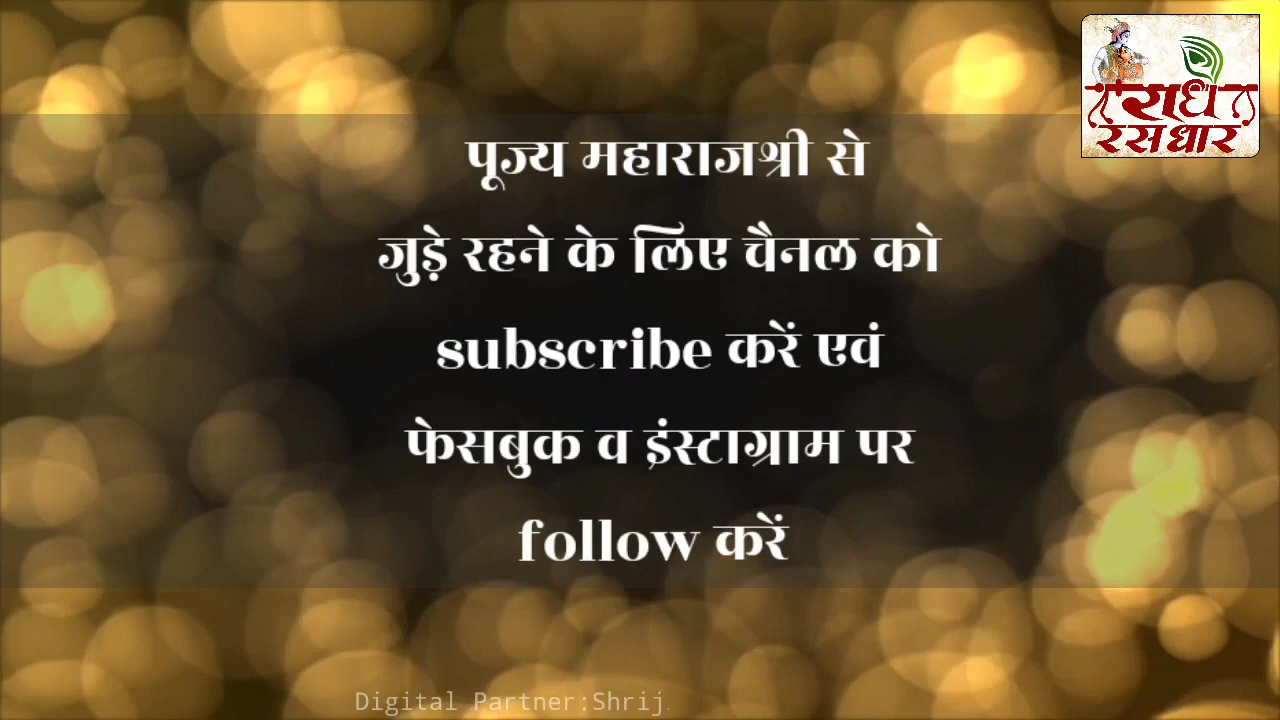 राधे
रसधार
पूज्य महाराजश्री से
जुड़े रहने के लिए चैनल को
subscribe करें एवं
फेसबुक व इंस्टाग्राम पर
follow करें
Digital Partner:Shrij